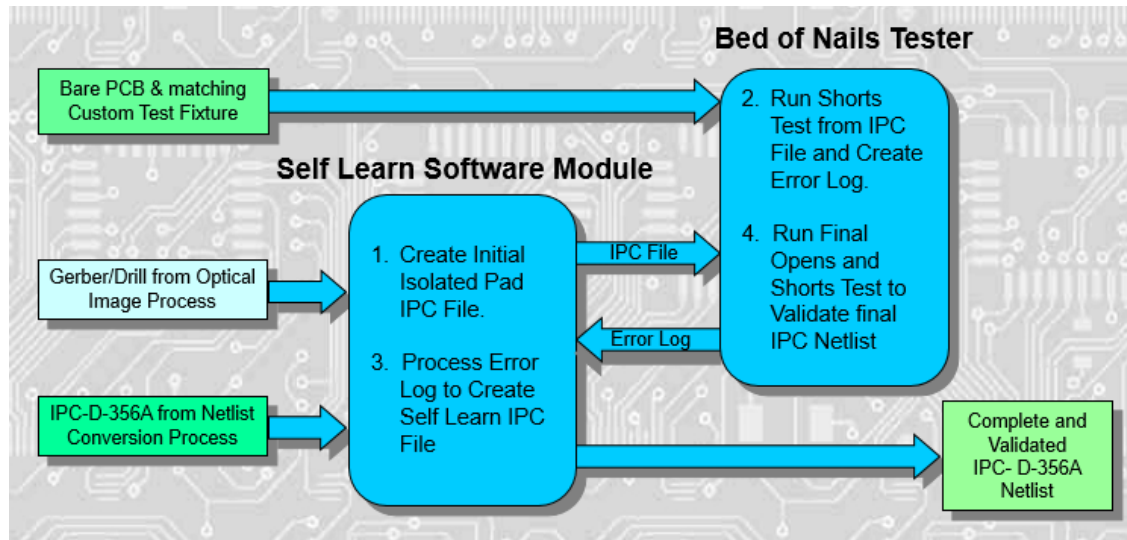 Bed of Nails Tester
Bare PCB & matching
Custom Test Fixture
2. Run Shorts
Test from IPC
File and Create
Error Log.
4. Run Final
Opens and
Shorts Test to
Validate final
IPC Netlist
Self Learn Software Module
1. Create Initial
Isolated Pad
IPC File.
3. Process Error
Log to Create
Self Learn IPC
File
IPC File
Error Log
Gerber/Drill from Optical
Image Process
IPC-D-356A from Netlist
Conversion Process
Complete and
Validated
IPC- D-356A
Netlist